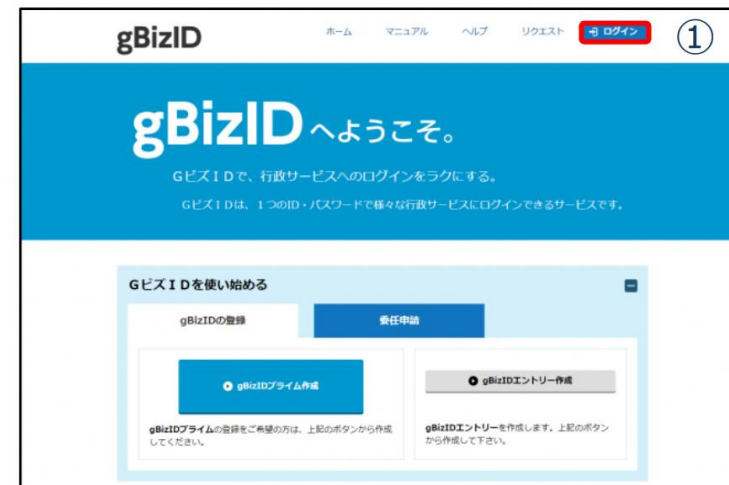 gBizID
ホーム マニュアル ヘルプ リクエスト ログイン ①
gBizIDへようこそ。
GビズIDで、行政サービスへのログインをラクにする。
GビズIDは、1つのID・パスワードで様々な行政サービスにログインできるサービスです。
GビズIDを使い始める
gBizIDの登録 委任申請
gBizIDプライム作成
gBizIDプライムの登録をご希望の方は、上記のボタンから作成
してください。
gBizIDエントリー作成
gBizIDエントリーを作成します。上記のボタン
から作成して下さい。